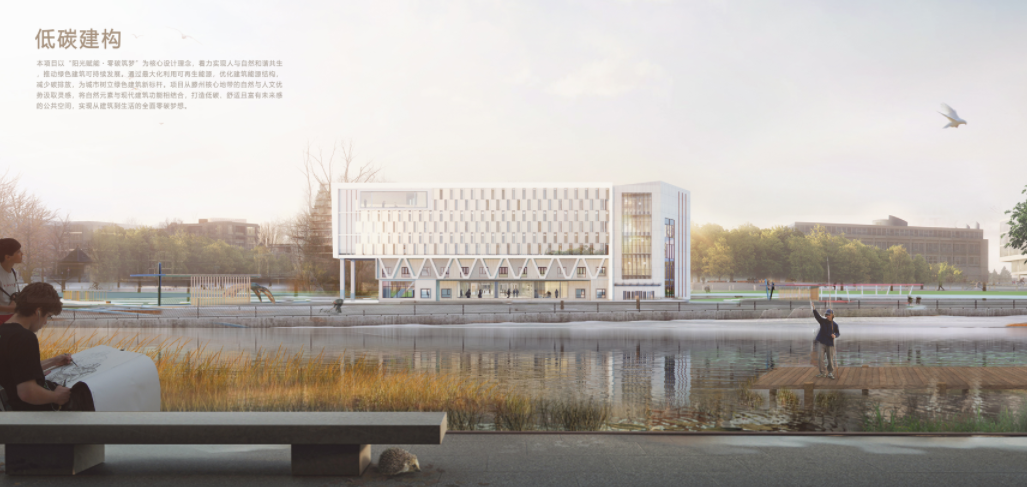 低碳建构
本项目以“阳光赋能·零碳筑梦”为核心设计理念，着力实现人与自然和谐共生
，推动绿色建筑可持续发展。通过最大化利用可再生能源，优化建筑能源结构，
减少碳排放，为城市树立绿色建筑新标杆。项目从滕州核心地带的自然与人文优
势汲取灵感，将自然元素与现代建筑功能相结合，打造低碳、舒适且富有未来感
的公共空间，实现从建筑到生活的全面零碳梦想。